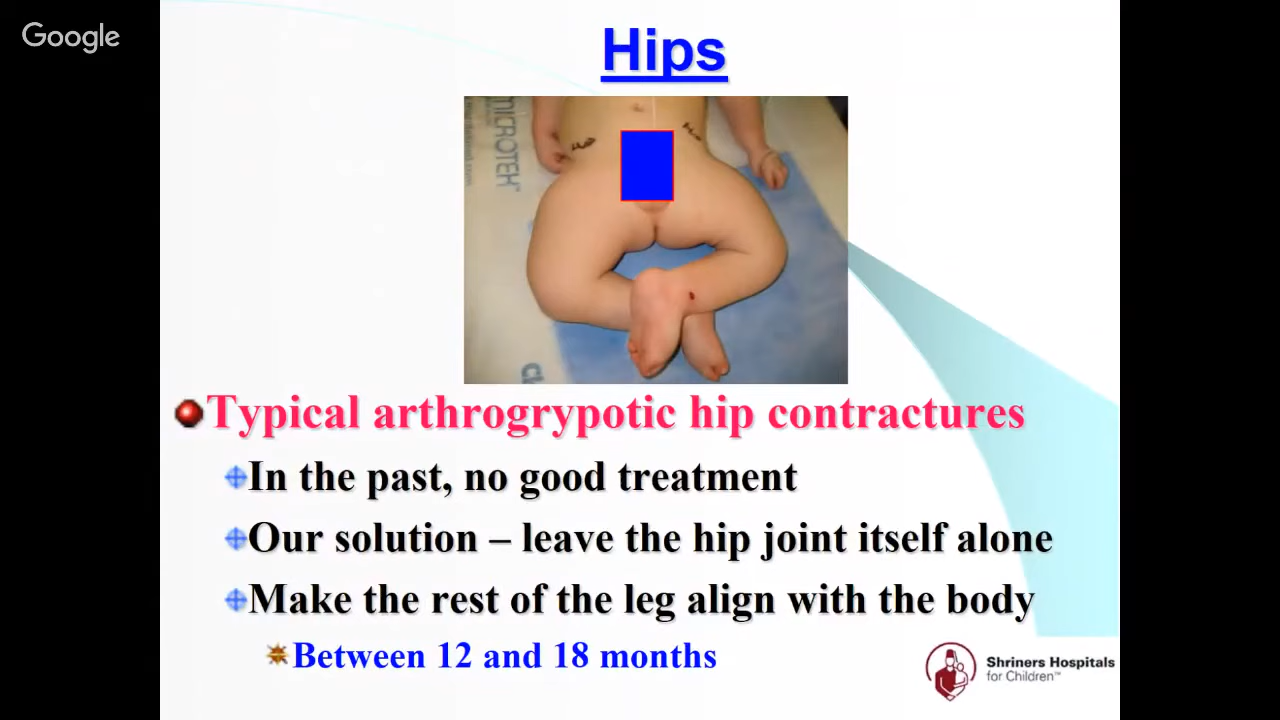 Google
Hips
MICROTEK
Typical arthrogrypotic hip contractures
In the past, no good treatment
Our solution – leave the hip joint itself alone
Make the rest of the leg align with the body
Between 12 and 18 months
Shriners Hospitals
for Children™